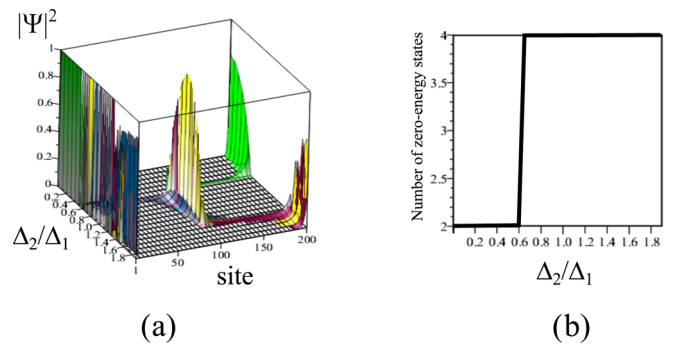 |Ψ|²
1
0.8
0.6
0.4
0.2
0
0.2
0.4
0.6
0.8
1.0
1.2
1.4
1.6
1.8
Δ₂/Δ₁
1 50 100 150 200
site
(a)
Number of zero-energy states
4
3.5
3
2.5
2
0.2 0.4 0.6 0.8 1.0 1.2 1.4 1.6 1.8
Δ₂/Δ₁
(b)